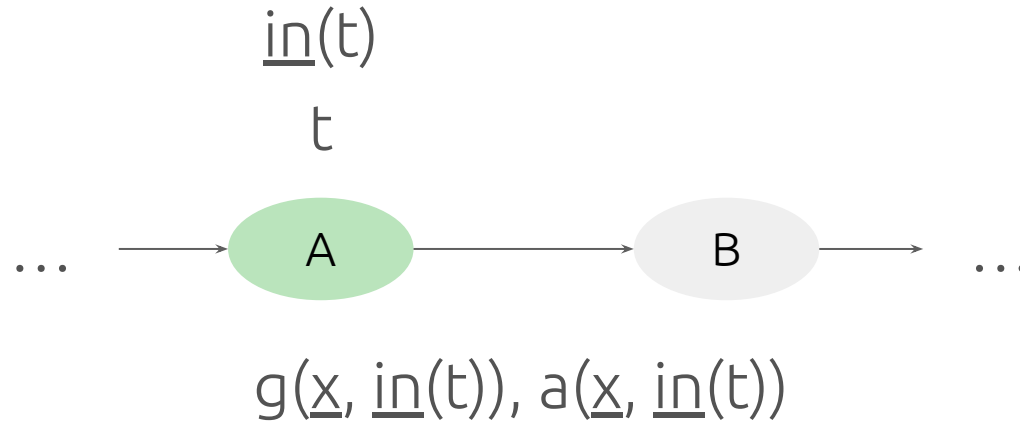 in(t)
t
... A B ...
g(x, in(t)), a(x, in(t))